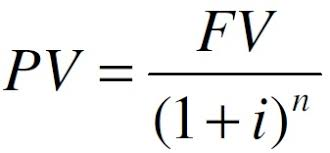 PV = FV / (1 + i)^n